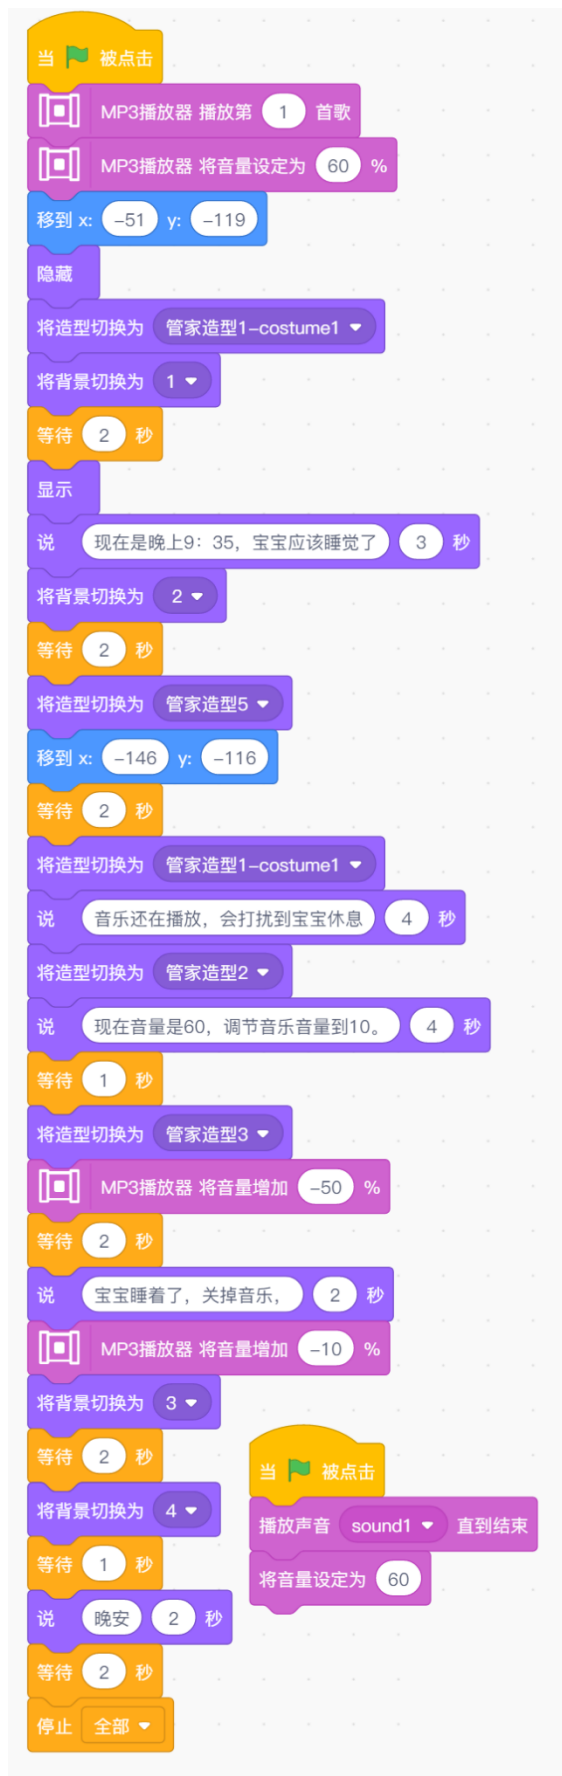 当 被点击
MP3播放器 播放第 1 首歌
MP3播放器 将音量设定为 60 %
移到 x: -51 y: -119
隐藏
将造型切换为 管家造型1-costume1
将背景切换为 1
等待 2 秒
显示
说 现在是晚上9：35，宝宝应该睡觉了 3 秒
将背景切换为 2
等待 2 秒
将造型切换为 管家造型5
移到 x: -146 y: -116
等待 2 秒
将造型切换为 管家造型1-costume1
说 音乐还在播放，会打扰到宝宝休息 4 秒
将造型切换为 管家造型2
说 现在音量是60，调节音乐音量到10。 4 秒
等待 1 秒
将造型切换为 管家造型3
MP3播放器 将音量增加 -50 %
等待 2 秒
说 宝宝睡着了，关掉音乐， 2 秒
MP3播放器 将音量增加 -10 %
将背景切换为 3
等待 2 秒
将背景切换为 4
等待 1 秒
说 晚安 2 秒
等待 2 秒
停止 全部
当 被点击
播放声音 sound1 直到结束
将音量设定为 60